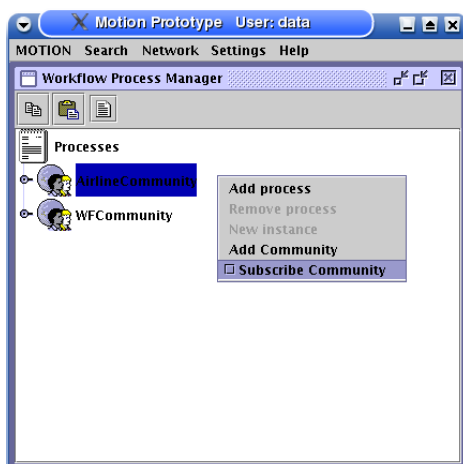 Motion Prototype User: data
MOTION Search Network Settings Help
Workflow Process Manager
Processes
AirlineCommunity
WFCommunity
Add process
Remove process
New instance
Add Community
Subscribe Community